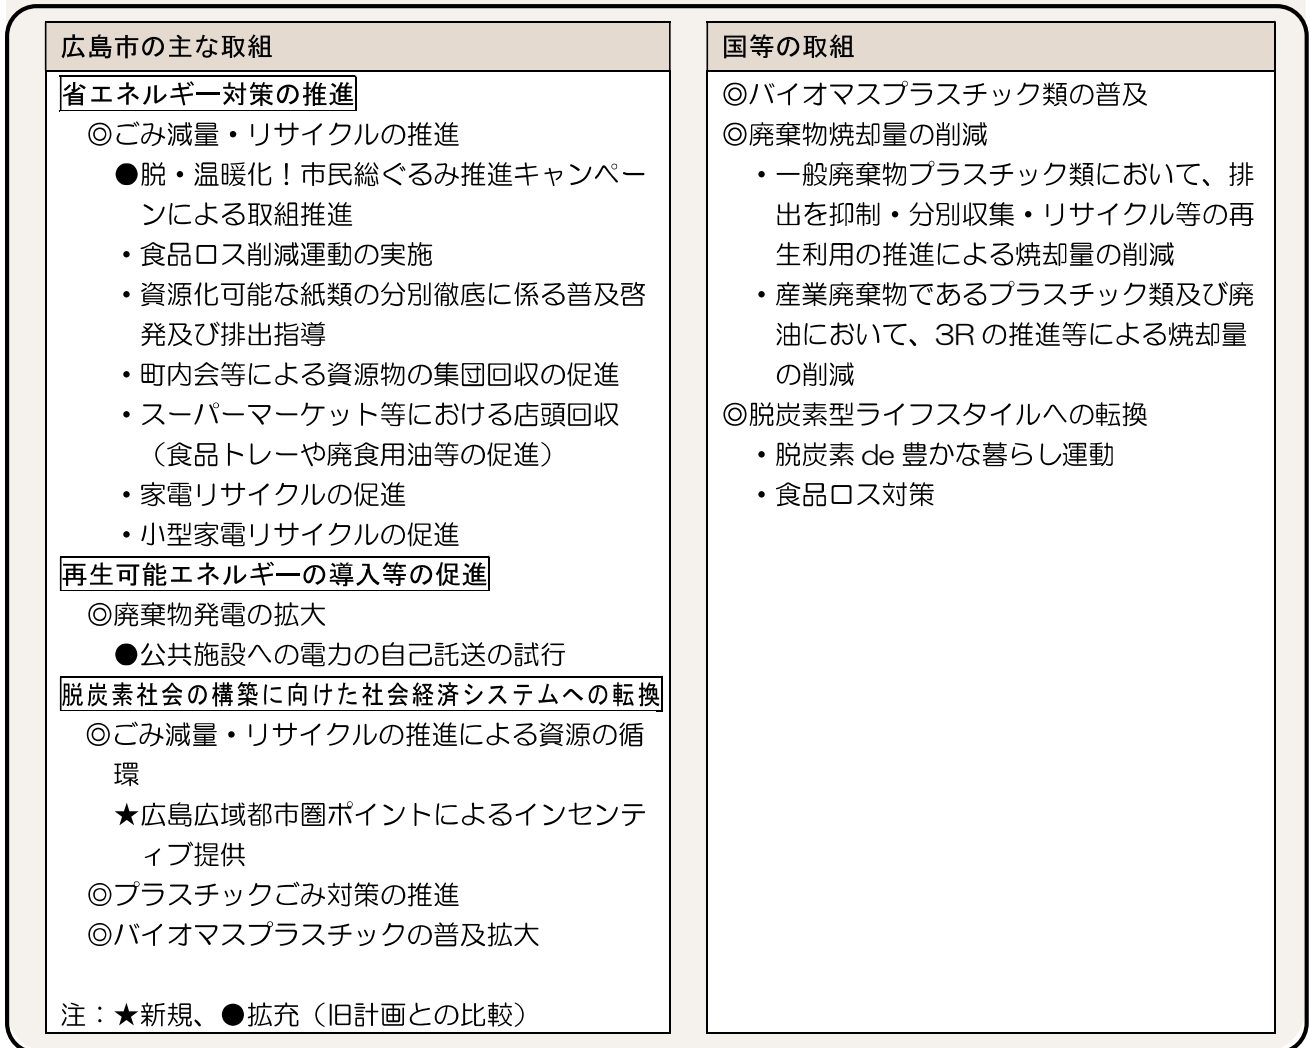 広島市の主な取組
省エネルギー対策の推進
◎ごみ減量・リサイクルの推進
●脱・温暖化！市民総ぐるみ推進キャンペー
ンによる取組推進
・食品ロス削減運動の実施
・資源化可能な紙類の分別徹底に係る普及啓
発及び排出指導
・町内会等による資源物の集団回収の促進
・スーパーマーケット等における店頭回収
（食品トレーや廃食用油等の促進）
・家電リサイクルの促進
・小型家電リサイクルの促進
再生可能エネルギーの導入等の促進
◎廃棄物発電の拡大
●公共施設への電力の自己託送の試行
脱炭素社会の構築に向けた社会経済システムへの転換
◎ごみ減量・リサイクルの推進による資源の循
環
★広島広域都市圏ポイントによるインセンテ
ィブ提供
◎プラスチックごみ対策の推進
◎バイオマスプラスチックの普及拡大
注：★新規、●拡充（旧計画との比較）
国等の取組
◎バイオマスプラスチック類の普及
◎廃棄物焼却量の削減
・一般廃棄物プラスチック類において、排
出を抑制・分別収集・リサイクル等の再
生利用の推進による焼却量の削減
・産業廃棄物であるプラスチック類及び廃
油において、3R の推進等による焼却量
の削減
◎脱炭素型ライフスタイルへの転換
・脱炭素 de 豊かな暮らし運動
・食品ロス対策